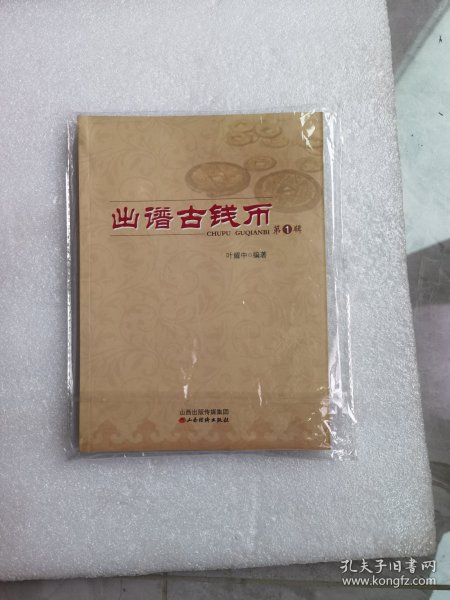 出谱古钱币
CHUPU GUQIANBI 第1辑
叶耀中○编著
山西出版传媒集团
山西经济出版社
孔夫子旧书网
www.kongfz.com